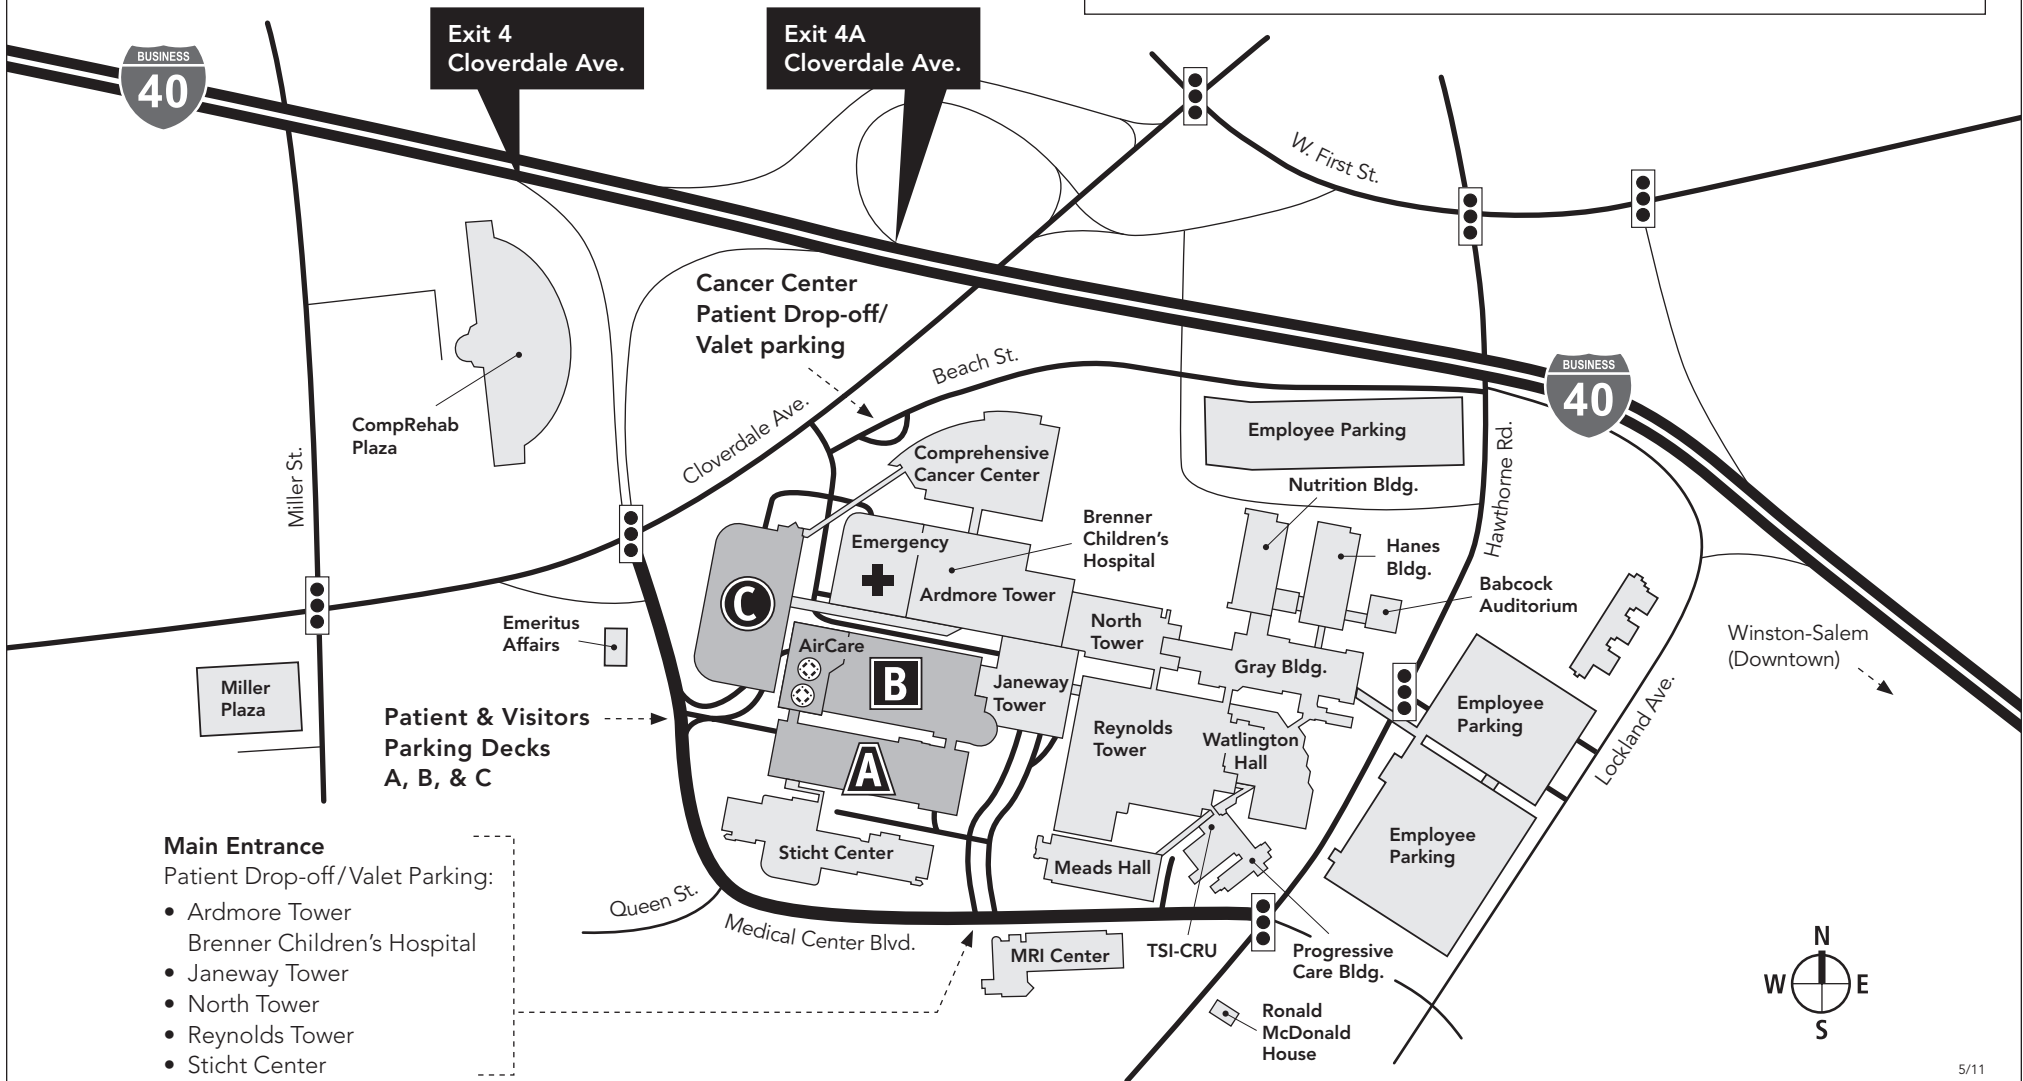 Exit 4
Cloverdale Ave.
Exit 4A
Cloverdale Ave.
BUSINESS
40
W. First St.
Cancer Center
Patient Drop-off/
Valet parking
Beach St.
BUSINESS
40
CompRehab
Plaza
Miller St.
Cloverdale Ave.
Comprehensive
Cancer Center
Employee Parking
Hawthorne Rd.
Nutrition Bldg.
Brenner
Children's
Hospital
Emergency
Hanes
Bldg.
Babcock
Auditorium
C
Ardmore Tower
Emeritus
Affairs
North
Tower
AirCare
B
Gray Bldg.
Winston-Salem
(Downtown)
Miller
Plaza
Janeway
Tower
Employee
Parking
Lockland Ave.
Patient & Visitors
Parking Decks
A, B, & C
Reynolds
Tower
Watlington
Hall
A
Employee
Parking
Main Entrance
Patient Drop-off/Valet Parking:
• Ardmore Tower
Brenner Children's Hospital
• Janeway Tower
• North Tower
• Reynolds Tower
• Sticht Center
Sticht Center
Meads Hall
Queen St.
Medical Center Blvd.
MRI Center
TSI-CRU
Progressive
Care Bldg.
Ronald
McDonald
House
N
W
E
S
5/11